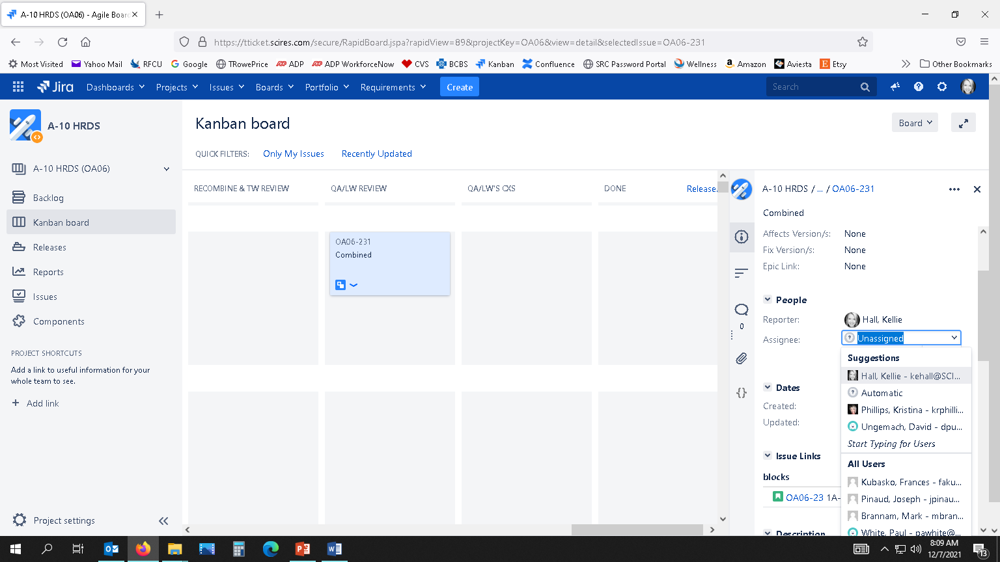 A-10 HRDS (OA06) - Agile Board
https://tticket.scires.com/secure/RapidBoard.jspa?rapidView=89&projectKey=OA06&view=detail&selectedIssue=OA06-231
Most Visited Yahoo Mail RFCU Google TRowePrice ADP ADP WorkforceNow CVS BCBS Kanban Confluence SRC Password Portal Wellness Amazon Aviesta Etsy Other Bookmarks
Jira Dashboards Projects Issues Boards Portfolio Requirements Create Search
A-10 HRDS
A-10 HRDS (OA06)
Backlog
Kanban board
Releases
Reports
Issues
Components
PROJECT SHORTCUTS
Add a link to useful information for your
whole team to see.
+ Add link
Project settings
Kanban board
Board
QUICK FILTERS: Only My Issues Recently Updated
RECOMBINE & TW REVIEW QA/LW REVIEW QA/LW'S CXS DONE Release.
OA06-231
Combined
A-10 HRDS / ... / OA06-231
Combined
Affects Version/s: None
Fix Version/s: None
Epic Link: None
0
People
Reporter: Hall, Kellie
Assignee: Unassigned
Suggestions
Hall, Kellie - kehall@SCI...
Automatic
Phillips, Kristina - krphilli...
Ungemach, David - dpu...
Start Typing for Users
All Users
Kubasko, Frances - faku...
Pinaud, Joseph - jpinau...
Brannam, Mark - mbran...
White, Paul - pawhite@...
Dates
Created:
Updated:
Issue Links
blocks
OA06-23 1A-
Description
8:09 AM
12/7/2021
13